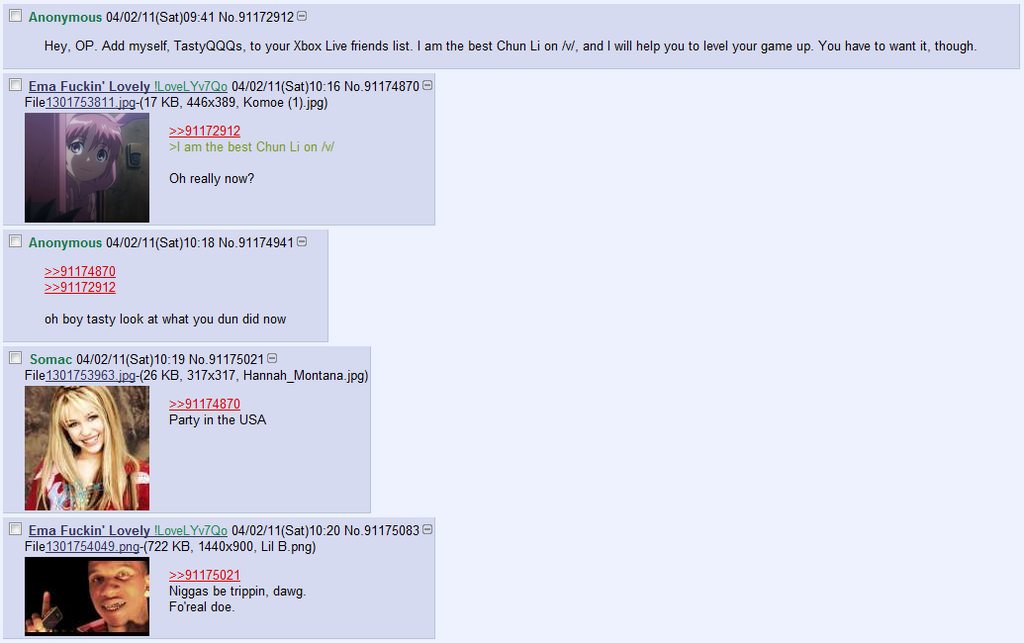 Anonymous 04/02/11(Sat)09:41 No.91172912
Hey, OP. Add myself, TastyQQQs, to your Xbox Live friends list. I am the best Chun Li on /v/, and I will help you to level your game up. You have to want it, though.
Ema Fuckin' Lovely !LoveLYv7Qo 04/02/11(Sat)10:16 No.91174870
File1301753811.jpg-(17 KB, 446x389, Komoe (1).jpg)
>>91172912
>I am the best Chun Li on /v/
Oh really now?
Anonymous 04/02/11(Sat)10:18 No.91174941
>>91174870
>>91172912
oh boy tasty look at what you dun did now
Somac 04/02/11(Sat)10:19 No.91175021
File1301753963.jpg-(26 KB, 317x317, Hannah_Montana.jpg)
>>91174870
Party in the USA
Ema Fuckin' Lovely !LoveLYv7Qo 04/02/11(Sat)10:20 No.91175083
File1301754049.png-(722 KB, 1440x900, Lil B.png)
>>91175021
Niggas be trippin, dawg.
Fo'real doe.